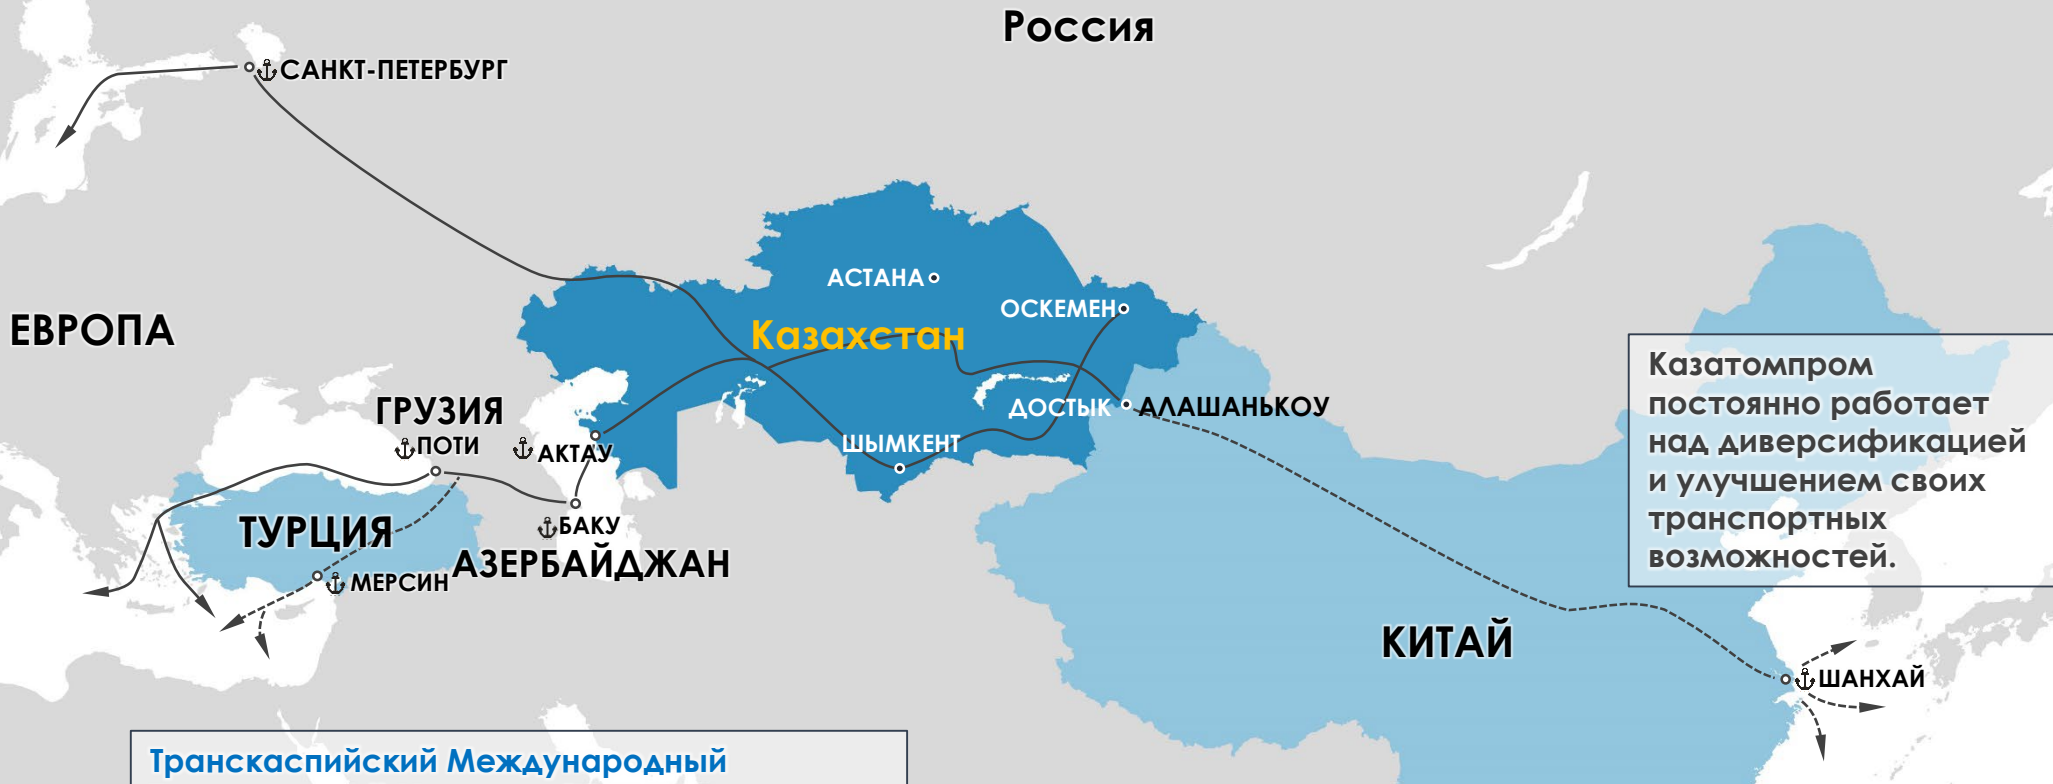 Россия
САНКТ-ПЕТЕРБУРГ
АСТАНА
ОСКЕМЕН
ЕВРОПА
Казахстан
Казатомпром
постоянно работает
над диверсификацией
и улучшением своих
транспортных
возможностей.
ГРУЗИЯ
ПОТИ
АКТАУ
ДОСТЫК
АЛАШАНЬКОУ
ШЫМКЕНТ
ТУРЦИЯ
БАКУ
АЗЕРБАЙДЖАН
МЕРСИН
КИТАЙ
ШАНХАЙ
Транскаспийский Международный